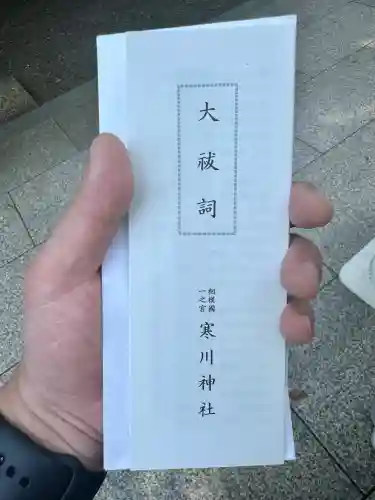 大祓詞
相模國
一之宮
寒川神社